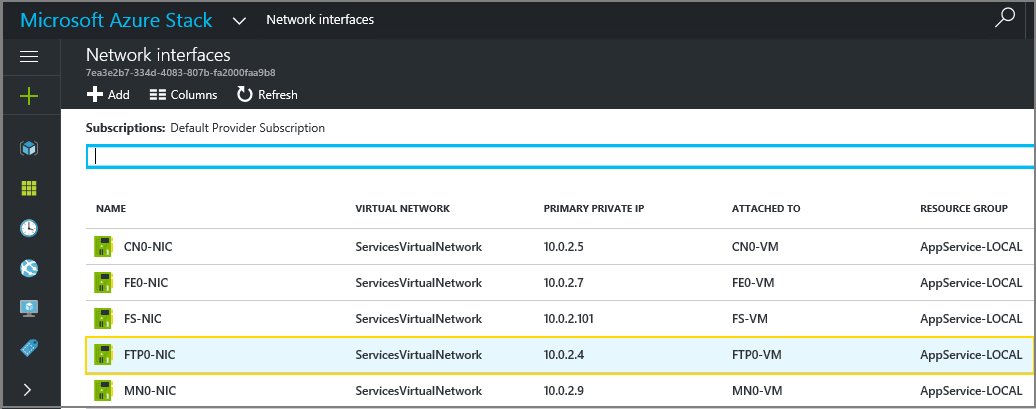 Microsoft Azure Stack Network interfaces
Network interfaces
7ea3e2b7-334d-4083-807b-fa2000faa9b8
Add Columns Refresh
Subscriptions: Default Provider Subscription
NAME VIRTUAL NETWORK PRIMARY PRIVATE IP ATTACHED TO RESOURCE GROUP
CN0-NIC ServicesVirtualNetwork 10.0.2.5 CN0-VM AppService-LOCAL
FE0-NIC ServicesVirtualNetwork 10.0.2.7 FE0-VM AppService-LOCAL
FS-NIC ServicesVirtualNetwork 10.0.2.101 FS-VM AppService-LOCAL
FTP0-NIC ServicesVirtualNetwork 10.0.2.4 FTP0-VM AppService-LOCAL
MN0-NIC ServicesVirtualNetwork 10.0.2.9 MN0-VM AppService-LOCAL